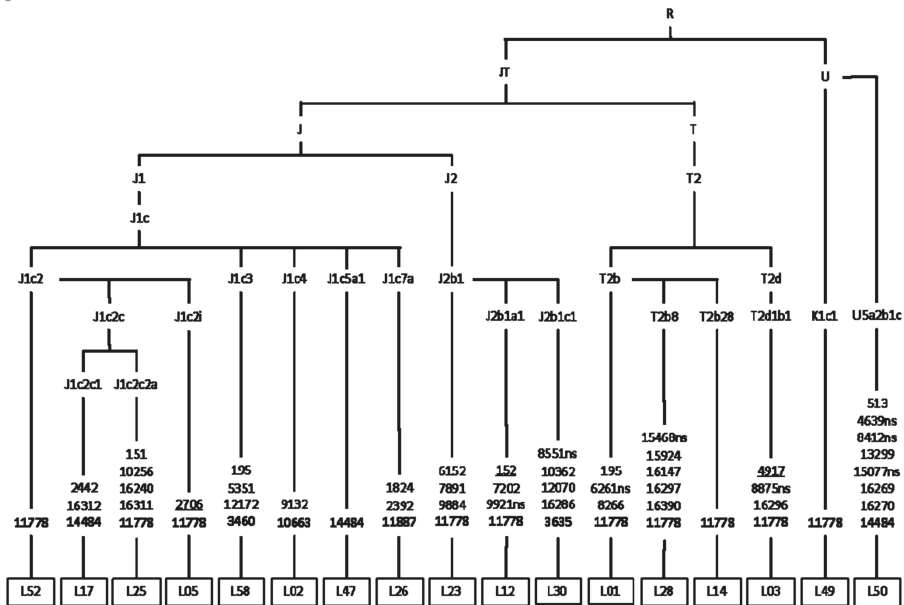 R
JT U
J T
J1 J2 T2
J1c
J1c2 J1c3 J1c4 J1c5a1 J1c7a J2b1 T2b T2d
J1c2c J1c2i J2b1a1 J2b1c1 T2b8 T2b28 T2d1b1 K1c1 U5a2b1c
J1c2c1 J1c2c2a
513
4639ns
15468ns 8412ns
151 8551ns 15924 13299
10256 195 6152 152 10362 195 16147 4917 15077ns
2442 16240 5351 1824 7891 7202 12070 6261ns 16297 8875ns 16269
16312 16311 2706 12172 9132 2392 9884 9921ns 16286 8266 16390 16296 16270
11778 14484 11778 11778 3460 10663 14484 11887 11778 11778 3635 11778 11778 11778 11778 11778 14484
L52 L17 L25 L05 L58 L02 L47 L26 L23 L12 L30 L01 L28 L14 L03 L49 L50